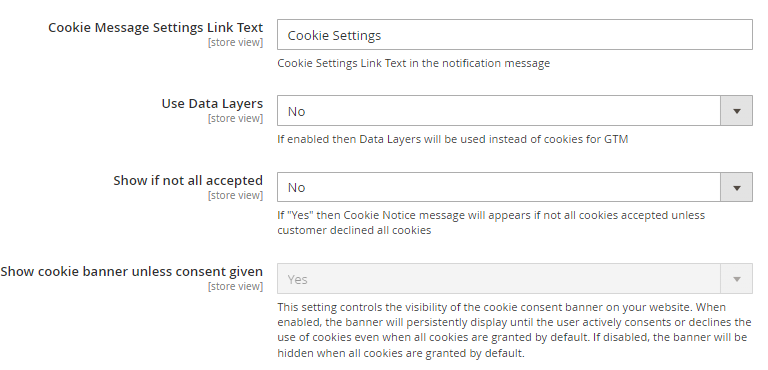 Cookie Message Settings Link Text
[store view]
Cookie Settings
Cookie Settings Link Text in the notification message
Use Data Layers
[store view]
No
If enabled then Data Layers will be used instead of cookies for GTM
Show if not all accepted
[store view]
No
If "Yes" then Cookie Notice message will appears if not all cookies accepted unless
customer declined all cookies
Show cookie banner unless consent given
[store view]
Yes
This setting controls the visibility of the cookie consent banner on your website. When
enabled, the banner will persistently display until the user actively consents or declines the
use of cookies even when all cookies are granted by default. If disabled, the banner will be
hidden when all cookies are granted by default.